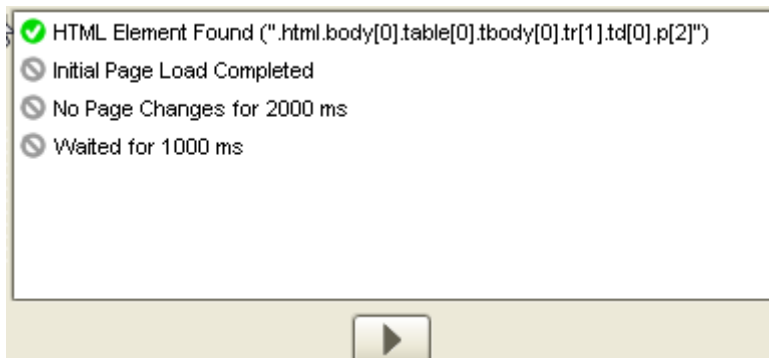 HTML Element Found (".html.body[0].table[0].tbody[0].tr[1].td[0].p[2]")
Initial Page Load Completed
No Page Changes for 2000 ms
Waited for 1000 ms